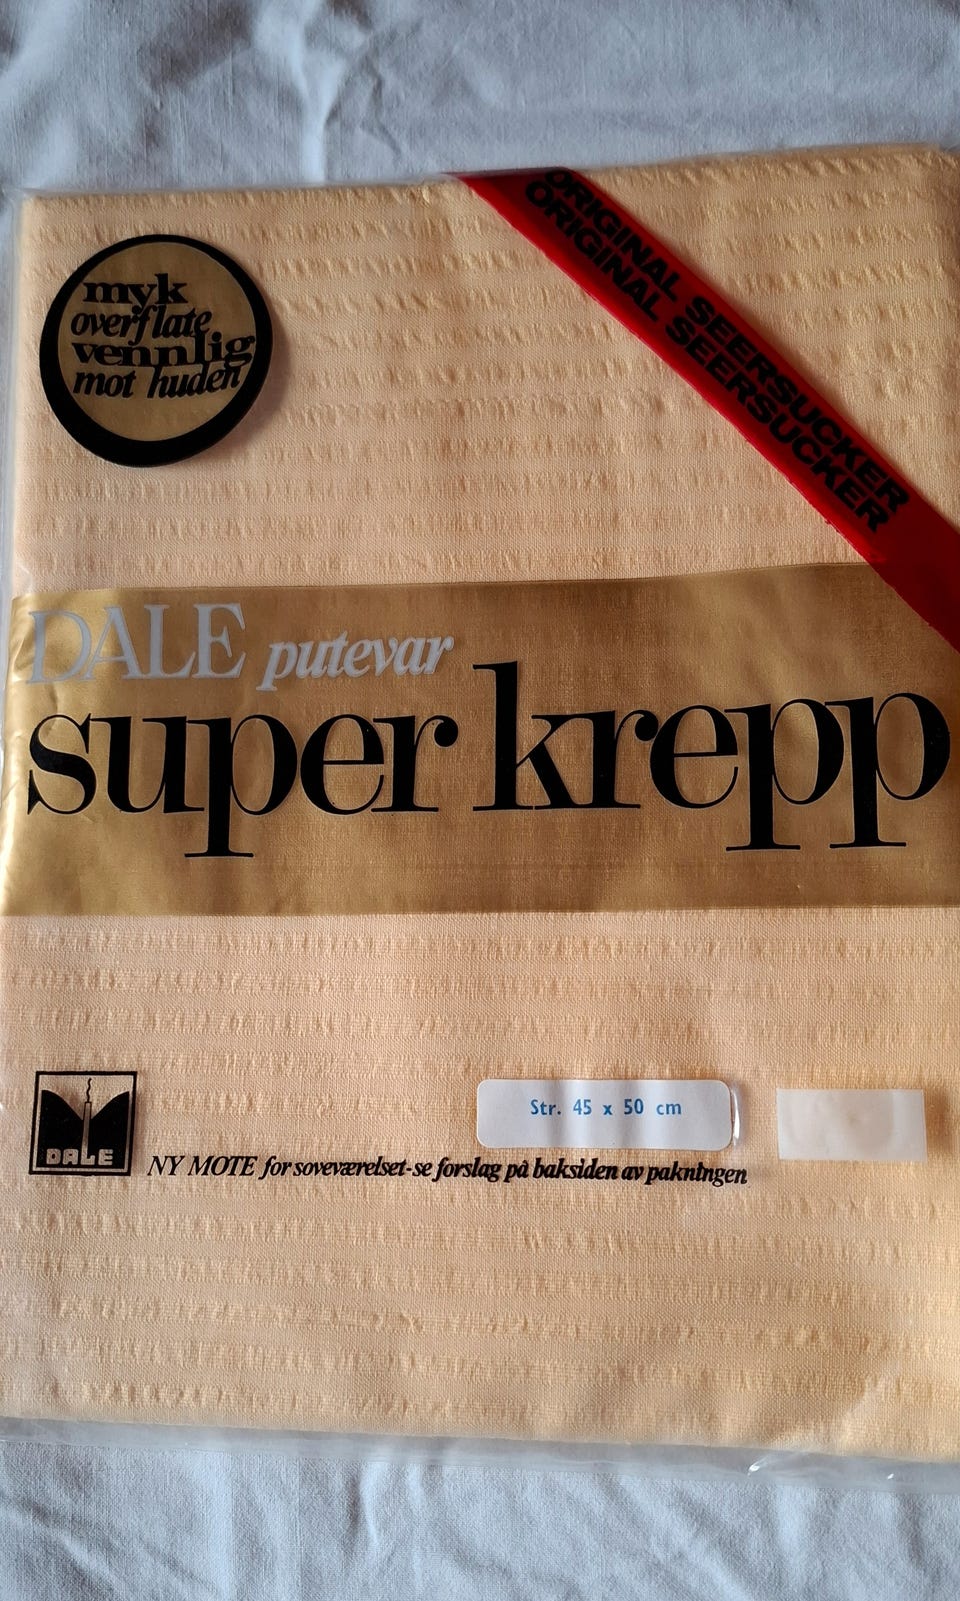 ORIGINAL SEERSUCKER
ORIGINAL SEERSUCKER
myk
overflate
vennlig
mot huden
DALE putevar
super krepp
Str. 45 x 50 cm
DALE
NY MOTE for soveværelset-se forslag på baksiden av pakningen